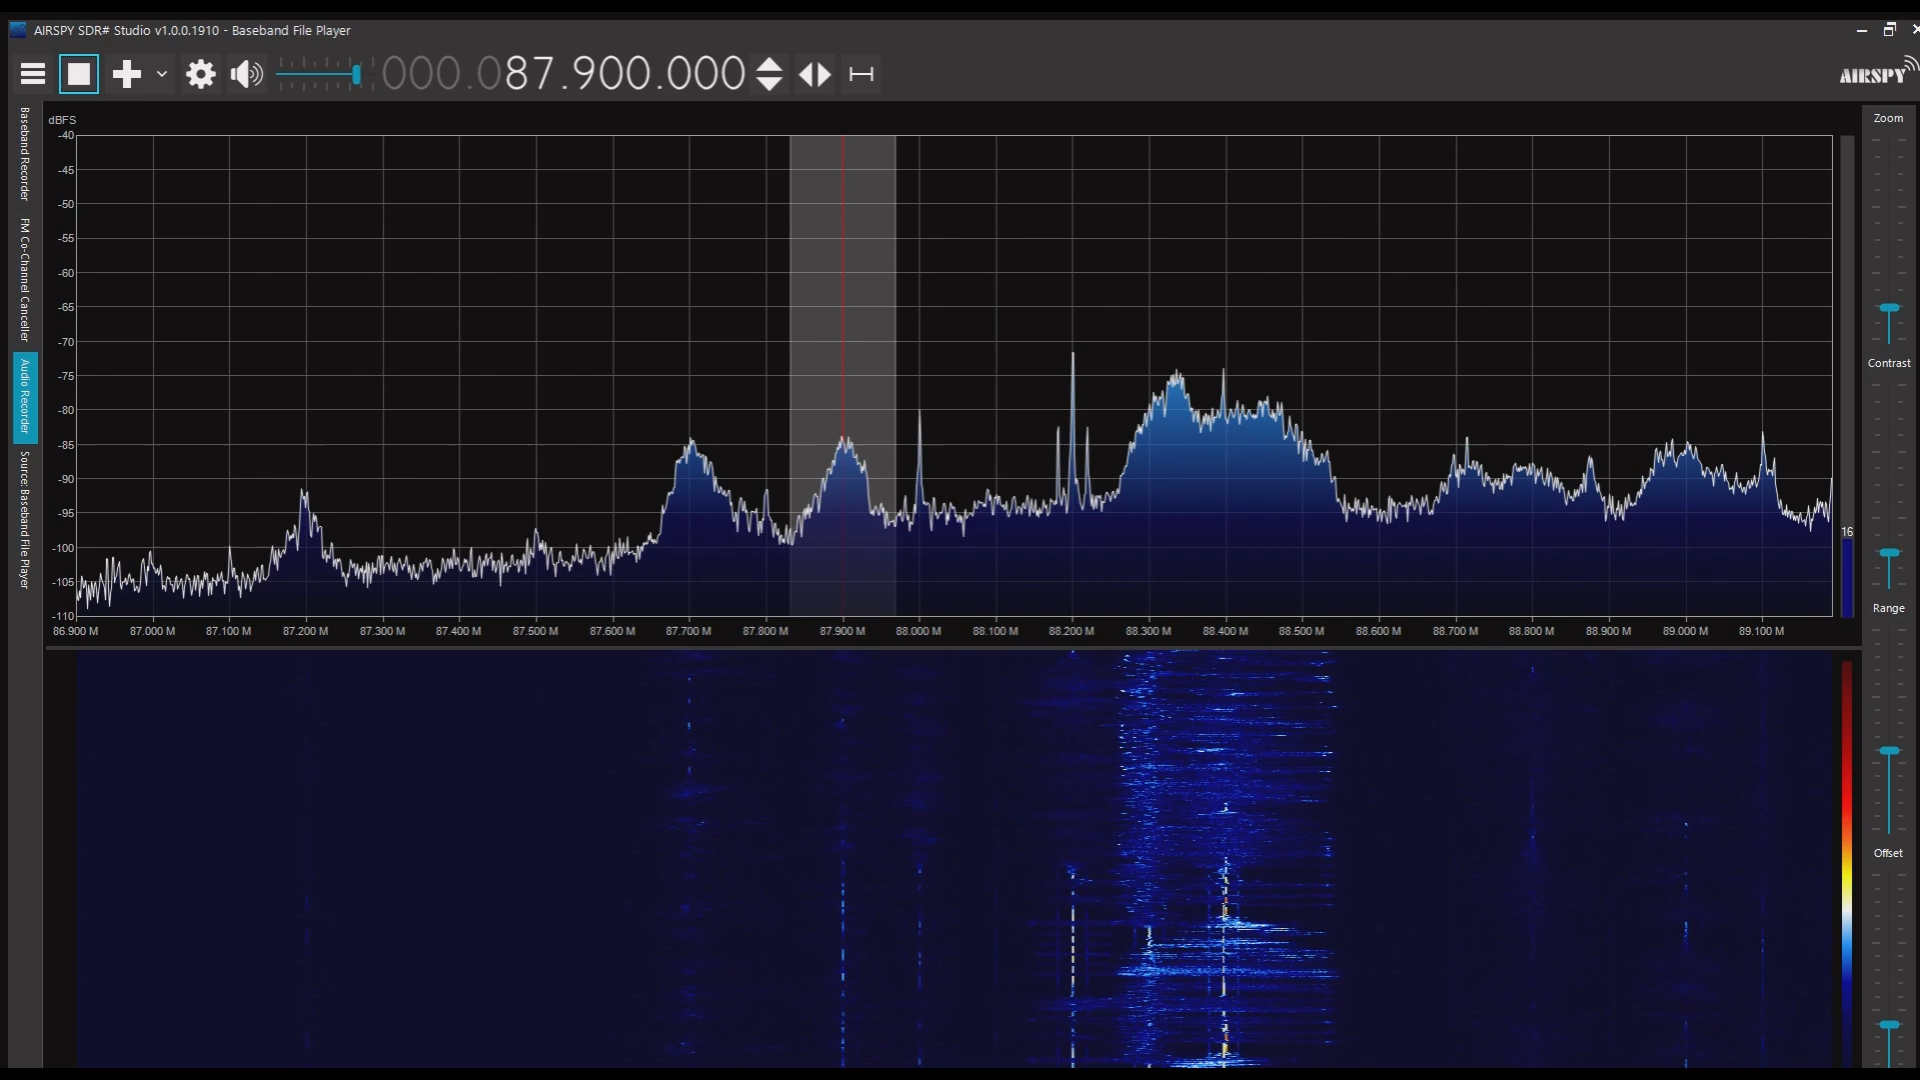 AIRSPY SDR# Studio v1.0.0.1910 - Baseband File Player
000.087.900.000
AIRSPY
Baseband Recorder
FM Co-Channel Canceller
Audio Recorder
Source: Baseband File Player
dBFS
-40
-45
-50
-55
-60
-65
-70
-75
-80
-85
-90
-95
-100
-105
-110
86.900 M 87.000 M 87.100 M 87.200 M 87.300 M 87.400 M 87.500 M 87.600 M 87.700 M 87.800 M 87.900 M 88.000 M 88.100 M 88.200 M 88.300 M 88.400 M 88.500 M 88.600 M 88.700 M 88.800 M 88.900 M 89.000 M 89.100 M
16
Zoom
Contrast
Range
Offset